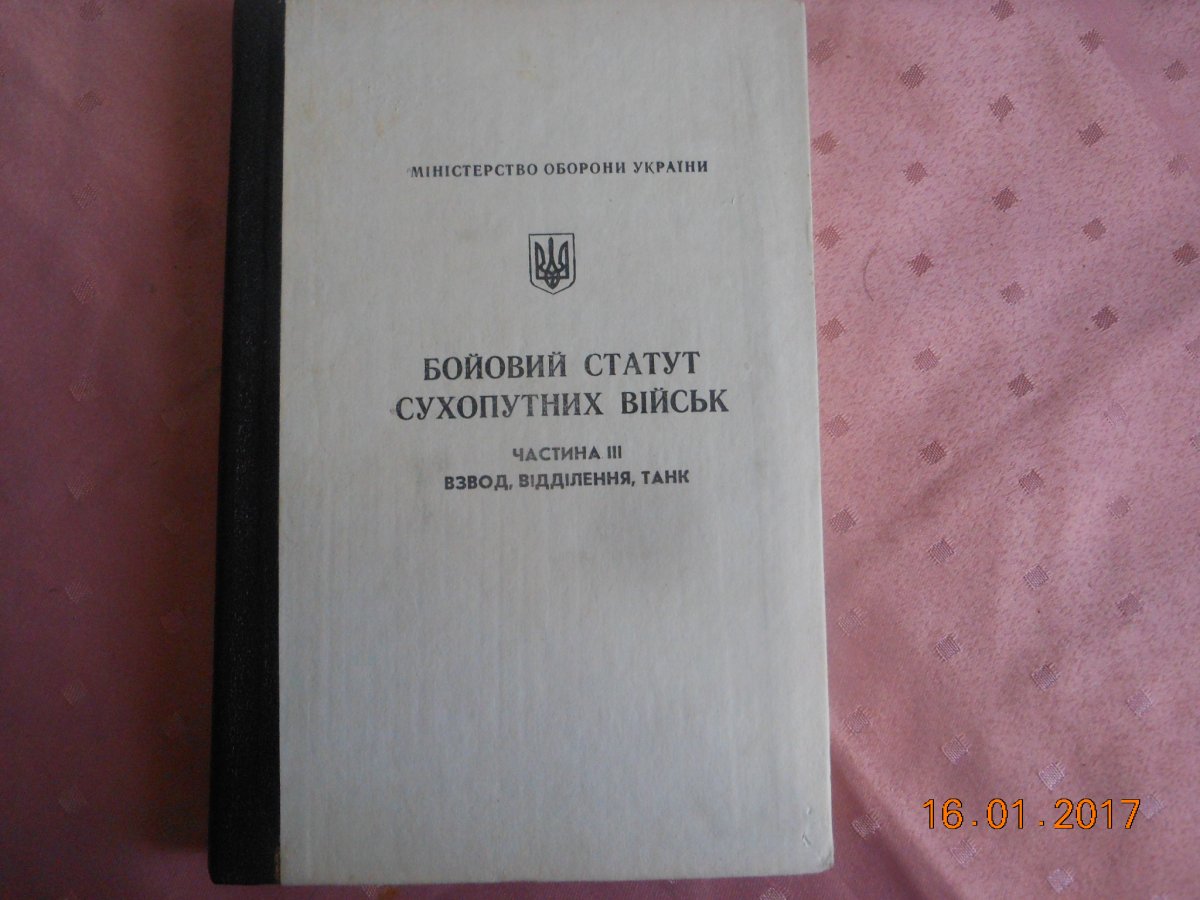 МІНІСТЕРСТВО ОБОРОНИ УКРАЇНИ
БОЙОВИЙ СТАТУТ
СУХОПУТНИХ ВІЙСЬК
ЧАСТИНА III
ВЗВОД, ВІДДІЛЕННЯ, ТАНК
16.01.2017